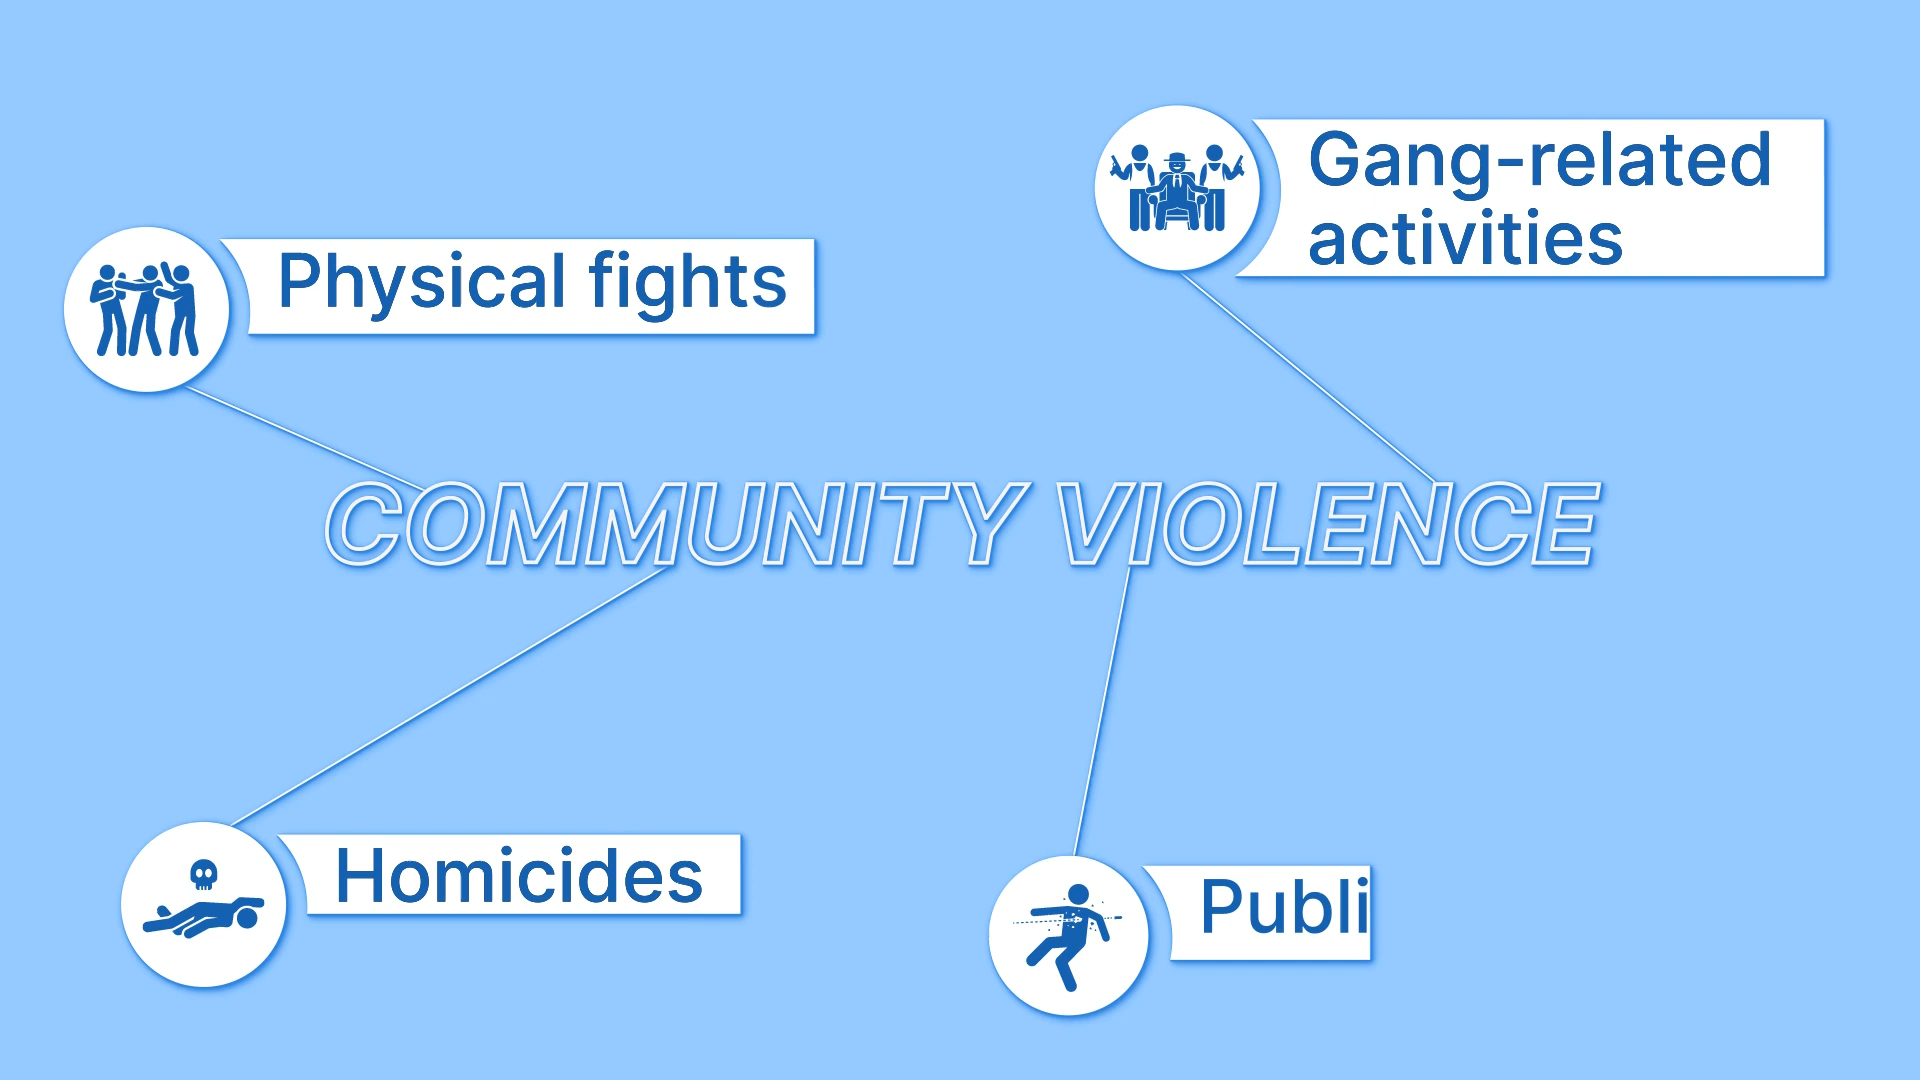 Gang-related
activities
Physical fights
COMMUNITY VIOLENCE
Homicides
Publi